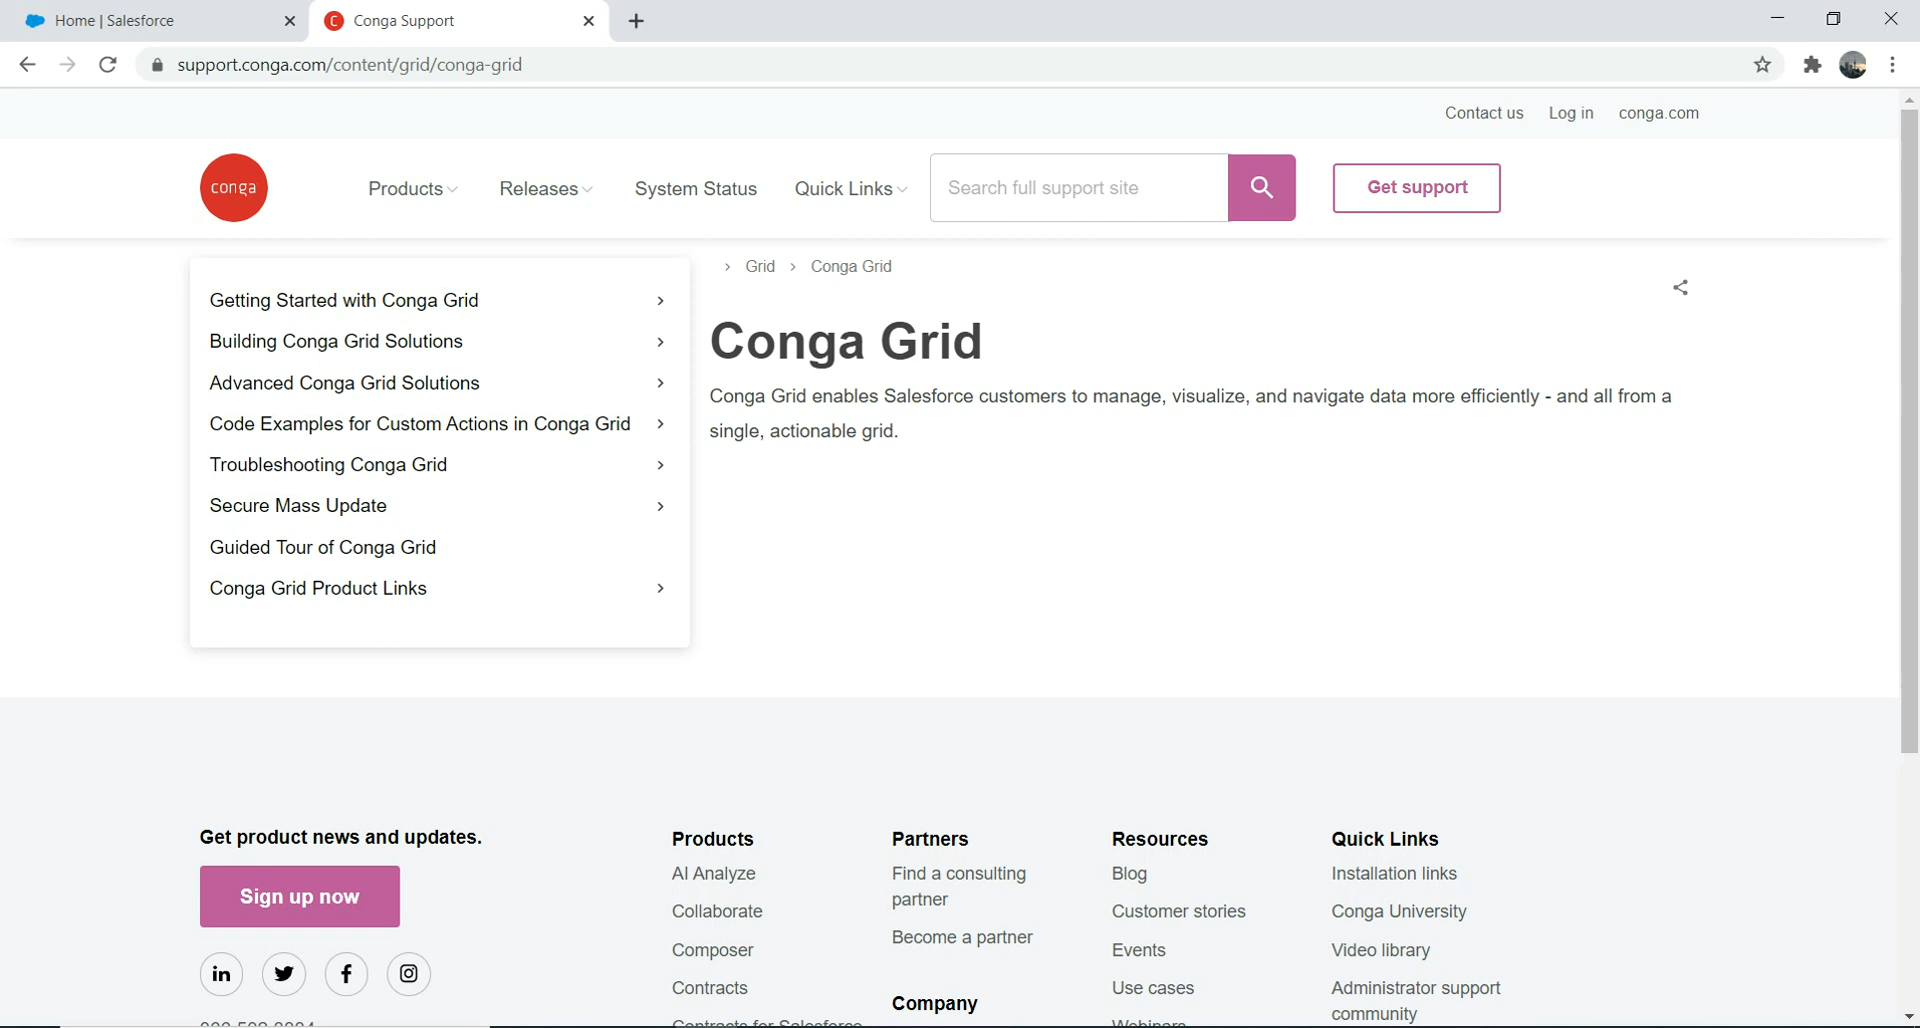 Home | Salesforce
Conga Support
support.conga.com/content/grid/conga-grid
Contact us Log in conga.com
conga
Products Releases System Status Quick Links Search full support site Get support
Getting Started with Conga Grid
Building Conga Grid Solutions
Advanced Conga Grid Solutions
Code Examples for Custom Actions in Conga Grid
Troubleshooting Conga Grid
Secure Mass Update
Guided Tour of Conga Grid
Conga Grid Product Links
> Grid > Conga Grid
Conga Grid
Conga Grid enables Salesforce customers to manage, visualize, and navigate data more efficiently - and all from a
single, actionable grid.
Get product news and updates.
Sign up now
Products
AI Analyze
Collaborate
Composer
Contracts
Contracts for Salesforce
Partners
Find a consulting
partner
Become a partner
Company
Resources
Blog
Customer stories
Events
Use cases
Webinars
Quick Links
Installation links
Conga University
Video library
Administrator support
community